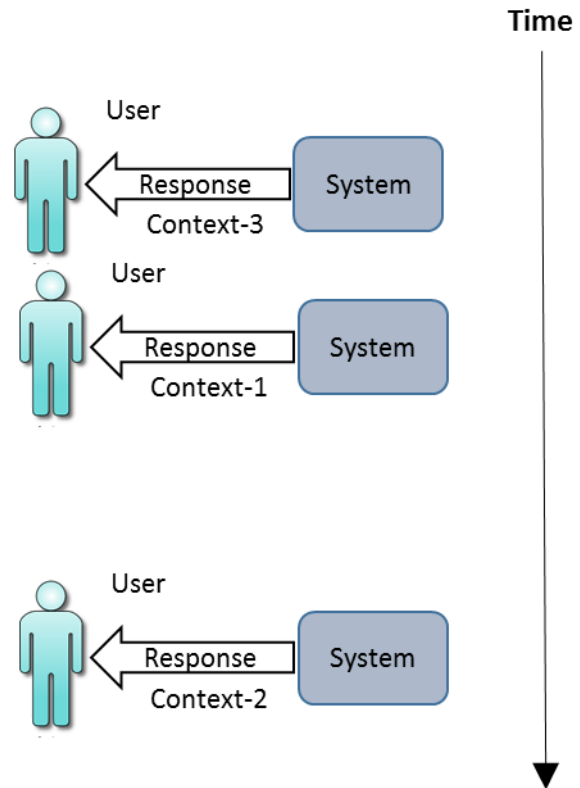 Time
User
Response
System
Context-3
User
Response
System
Context-1
User
Response
System
Context-2